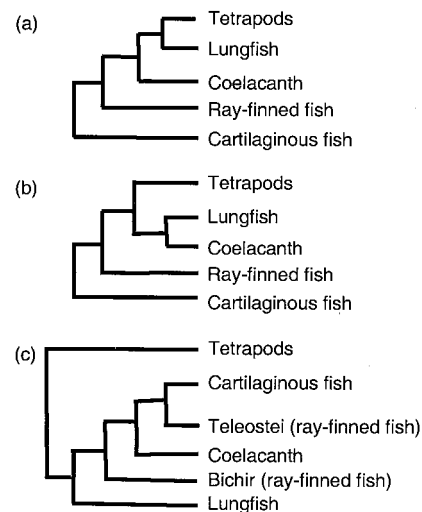 (a)
Tetrapods
Lungfish
Coelacanth
Ray-finned fish
Cartilaginous fish
(b)
Tetrapods
Lungfish
Coelacanth
Ray-finned fish
Cartilaginous fish
(c)
Tetrapods
Cartilaginous fish
Teleostei (ray-finned fish)
Coelacanth
Bichir (ray-finned fish)
Lungfish